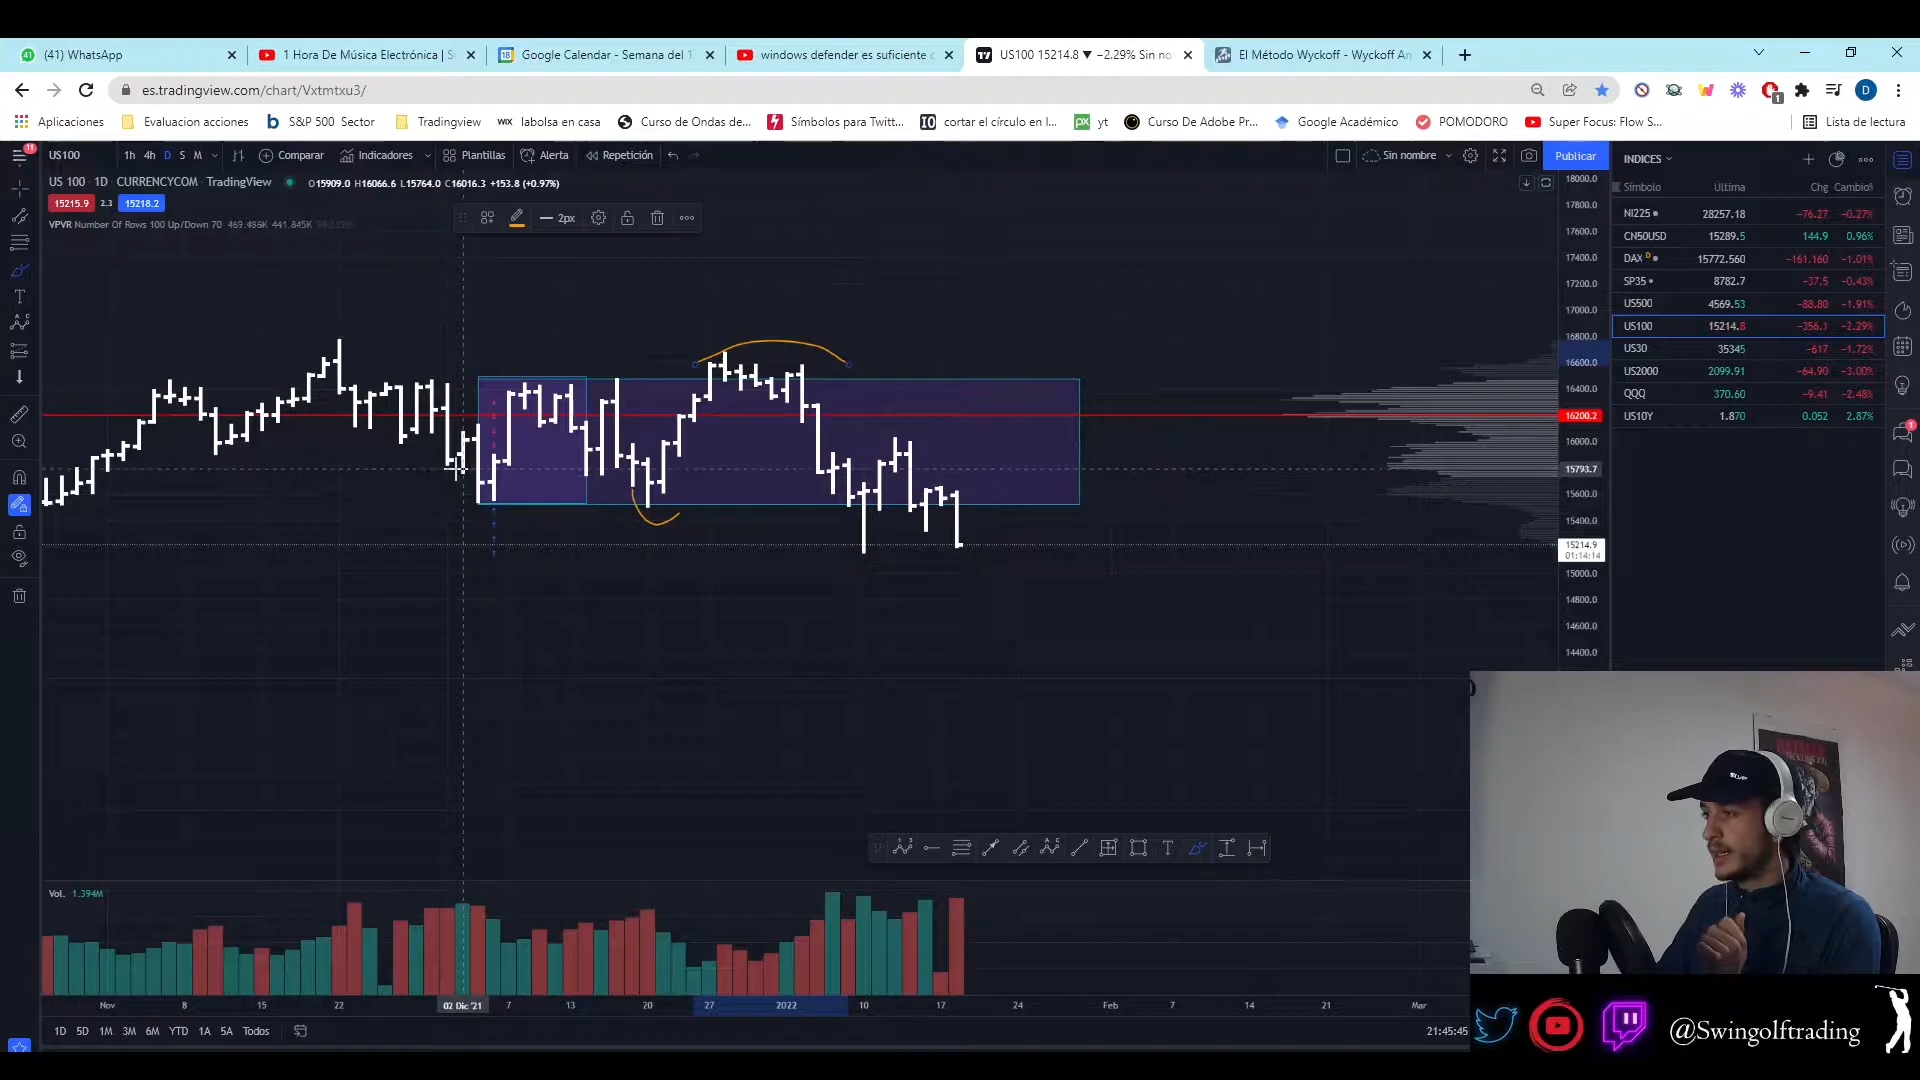 (41) WhatsApp
1 Hora De Música Electrónica | S
Google Calendar - Semana del 1
windows defender es suficiente
US100 15214.8 ▼ −2.29% Sin no
El Método Wyckoff - Wyckoff An
es.tradingview.com/chart/Vxtmtxu3/
Aplicaciones
Evaluacion acciones
S&P 500 Sector
Tradingview
labolsa en casa
Curso de Ondas de...
Símbolos para Twitt...
cortar el círculo en l...
yt
Curso De Adobe Pr...
Google Académico
POMODORO
Super Focus: Flow S...
Lista de lectura
11
US100
1h 4h D S M
Comparar
Indicadores
Plantillas
Alerta
Repetición
Sin nombre
Publicar
INDICES
US 100 · 1D · CURRENCYCOM · TradingView
O15909.0 H16066.6 L15764.0 C16016.3 +153.8 (+0.97%)
15215.9 2.3 15218.2
VPVR Number Of Rows 100 Up/Down 70 469.486K 441.845K
2px
Símbolo Última Chg Cambio%
NI225 28257.18 −76.27 −0.27%
CN50USD 15289.5 144.9 0.96%
DAX D 15772.560 −161.160 −1.01%
SP35 8782.7 −37.5 −0.43%
US500 4569.53 −88.80 −1.91%
US100 15214.8 −356.1 −2.29%
US30 35345 −617 −1.72%
US2000 2099.91 −64.90 −3.00%
QQQ 370.60 −9.41 −2.48%
US10Y 1.870 0.052 2.87%
18000.0
17800.0
17600.0
17400.0
17200.0
17000.0
16800.0
16600.0
16400.0
16200.2
16000.0
15793.7
15600.0
15400.0
15214.9
01:14:14
15000.0
14800.0
14600.0
14400.0
Vol. 1.394M
Nov 8 15 22 02 Dic '21 7 13 20 27 2022 10 17 24 Feb 7 14 21 Mar
1D 5D 1M 3M 6M YTD 1A 5A Todos
21:45:45
@Swingolftrading